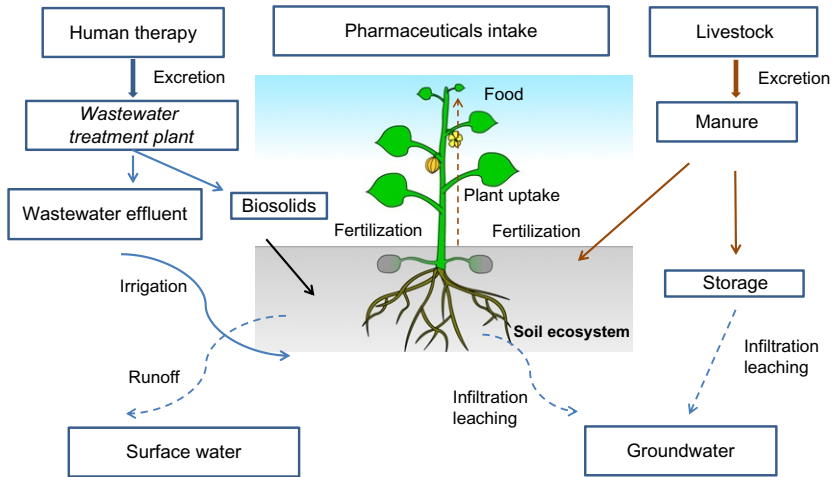 Human therapy
Pharmaceuticals intake
Livestock
Excretion
Excretion
Food
Wastewater
treatment plant
Manure
Plant uptake
Biosolids
Wastewater effluent
Fertilization
Fertilization
Irrigation
Storage
Soil ecosystem
Infiltration
leaching
Runoff
Infiltration
leaching
Surface water
Groundwater